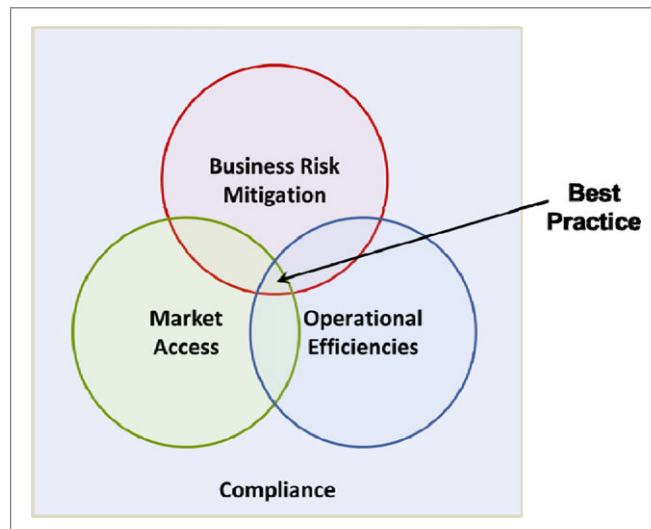 Business Risk
Mitigation
Best
Practice
Market
Access
Operational
Efficiencies
Compliance